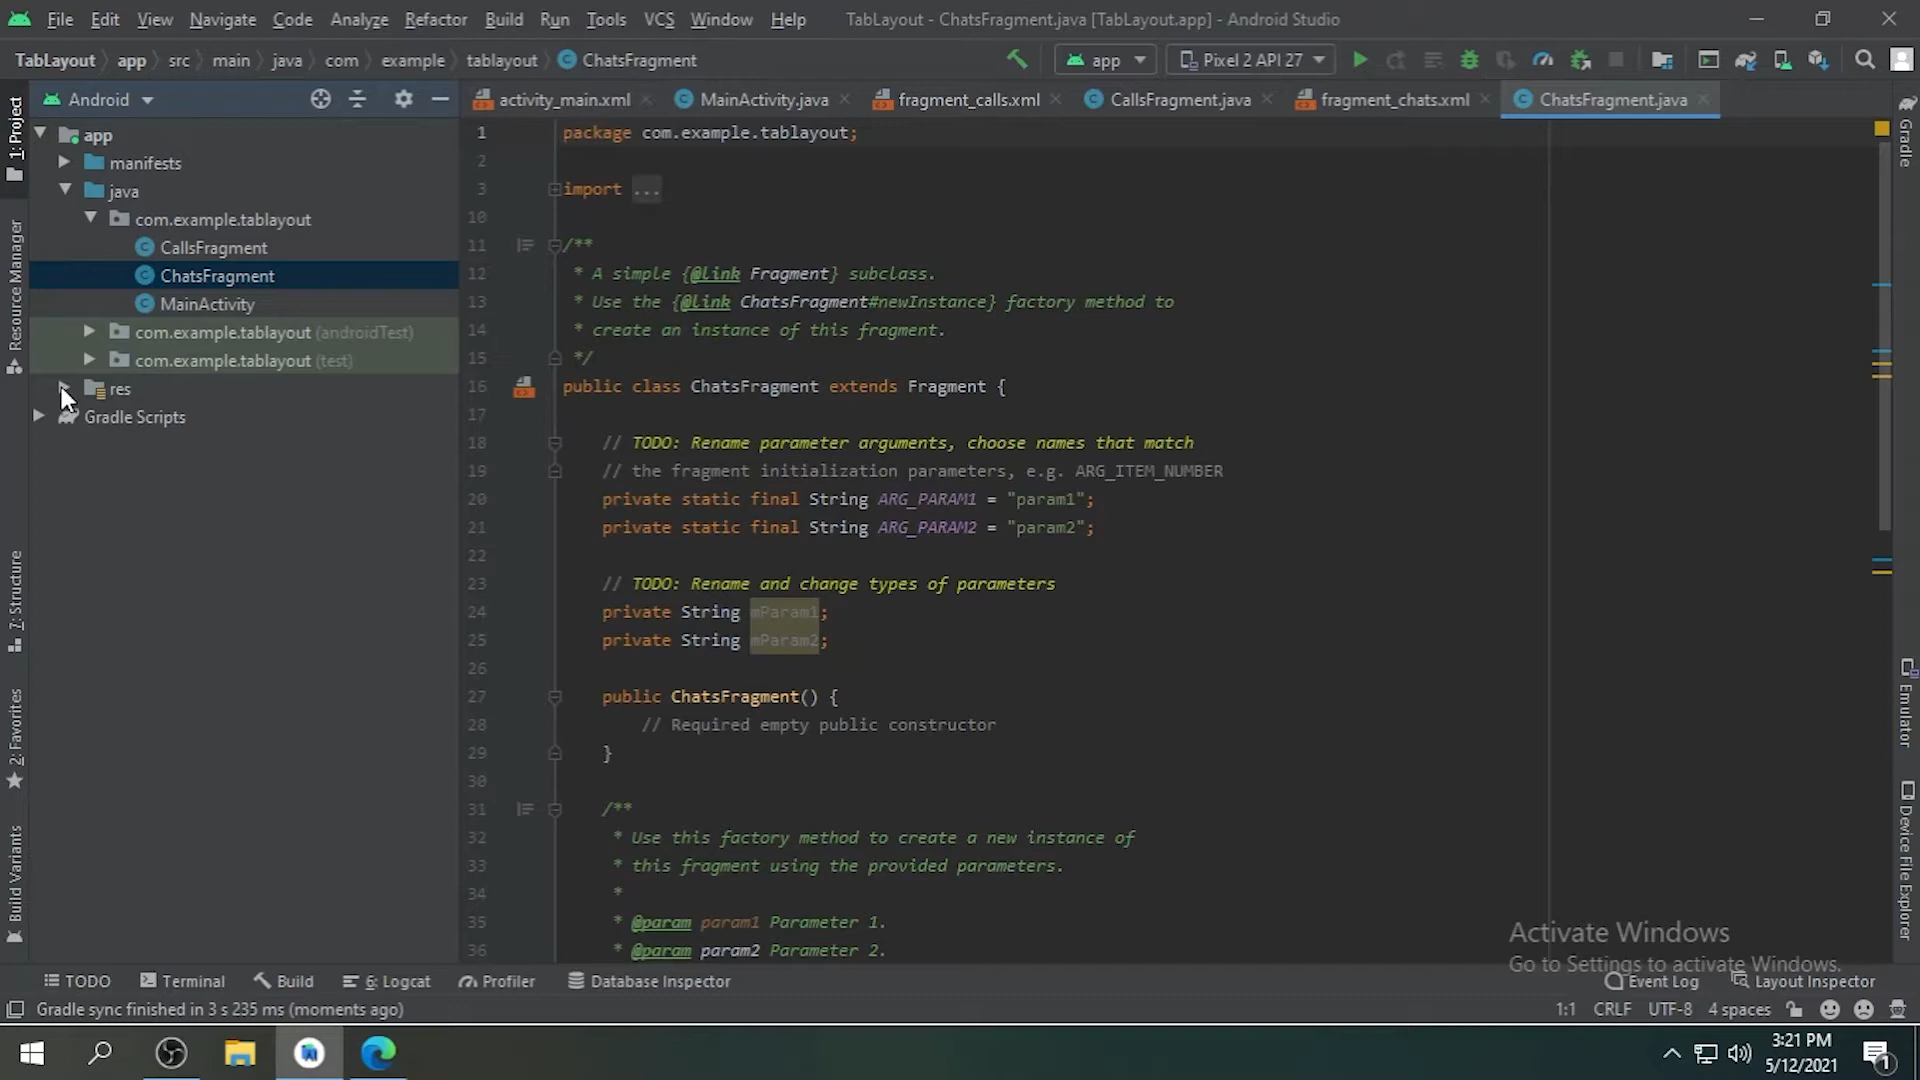 File Edit View Navigate Code Analyze Refactor Build Run Tools VCS Window Help TabLayout - ChatsFragment.java [TabLayout.app] - Android Studio
TabLayout app src main java com example tablayout ChatsFragment app Pixel 2 API 27
Android activity_main.xml MainActivity.java fragment_calls.xml CallsFragment.java fragment_chats.xml ChatsFragment.java
1: Project
Resource Manager
7: Structure
2: Favorites
Build Variants
app
manifests
java
com.example.tablayout
CallsFragment
ChatsFragment
MainActivity
com.example.tablayout (androidTest)
com.example.tablayout (test)
res
Gradle Scripts
1 package com.example.tablayout;
2
3 import ...
10
11 /**
12 * A simple {@link Fragment} subclass.
13 * Use the {@link ChatsFragment#newInstance} factory method to
14 * create an instance of this fragment.
15 */
16 public class ChatsFragment extends Fragment {
17
18 // TODO: Rename parameter arguments, choose names that match
19 // the fragment initialization parameters, e.g. ARG_ITEM_NUMBER
20 private static final String ARG_PARAM1 = "param1";
21 private static final String ARG_PARAM2 = "param2";
22
23 // TODO: Rename and change types of parameters
24 private String mParam1;
25 private String mParam2;
26
27 public ChatsFragment() {
28 // Required empty public constructor
29 }
30
31 /**
32 * Use this factory method to create a new instance of
33 * this fragment using the provided parameters.
34 *
35 * @param param1 Parameter 1.
36 * @param param2 Parameter 2.
Gradle
Emulator
Device File Explorer
Activate Windows
Go to Settings to activate Windows.
TODO Terminal Build 6: Logcat Profiler Database Inspector Event Log Layout Inspector
Gradle sync finished in 3 s 235 ms (moments ago) 1:1 CRLF UTF-8 4 spaces
3:21 PM
5/12/2021
1